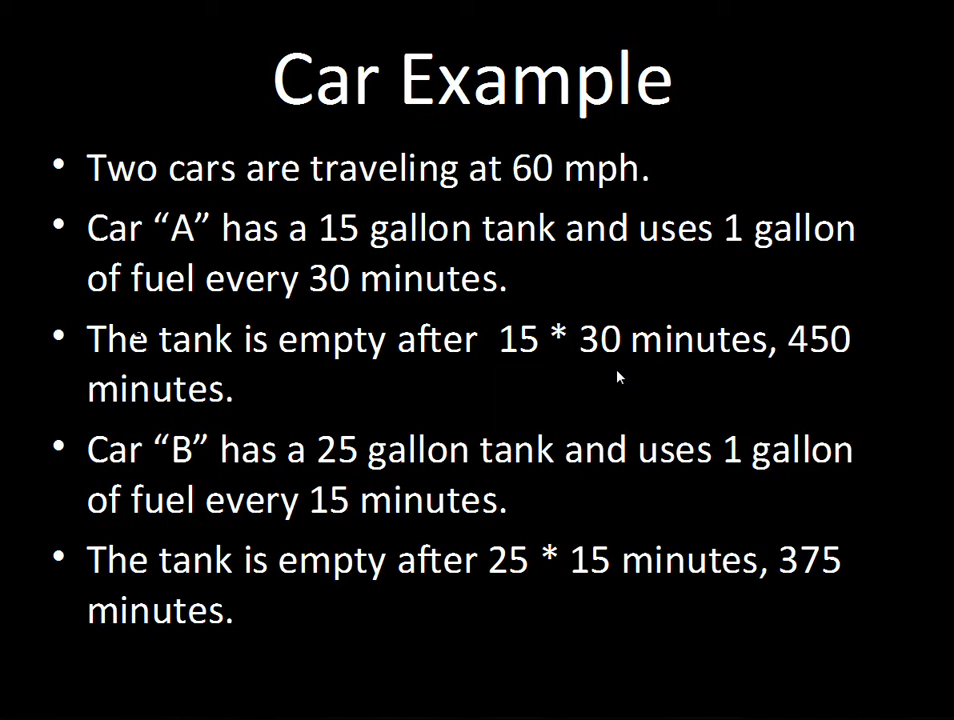 Car Example
• Two cars are traveling at 60 mph.
• Car “A” has a 15 gallon tank and uses 1 gallon
of fuel every 30 minutes.
• The tank is empty after  15 * 30 minutes, 450
minutes.
• Car “B” has a 25 gallon tank and uses 1 gallon
of fuel every 15 minutes.
• The tank is empty after 25 * 15 minutes, 375
minutes.